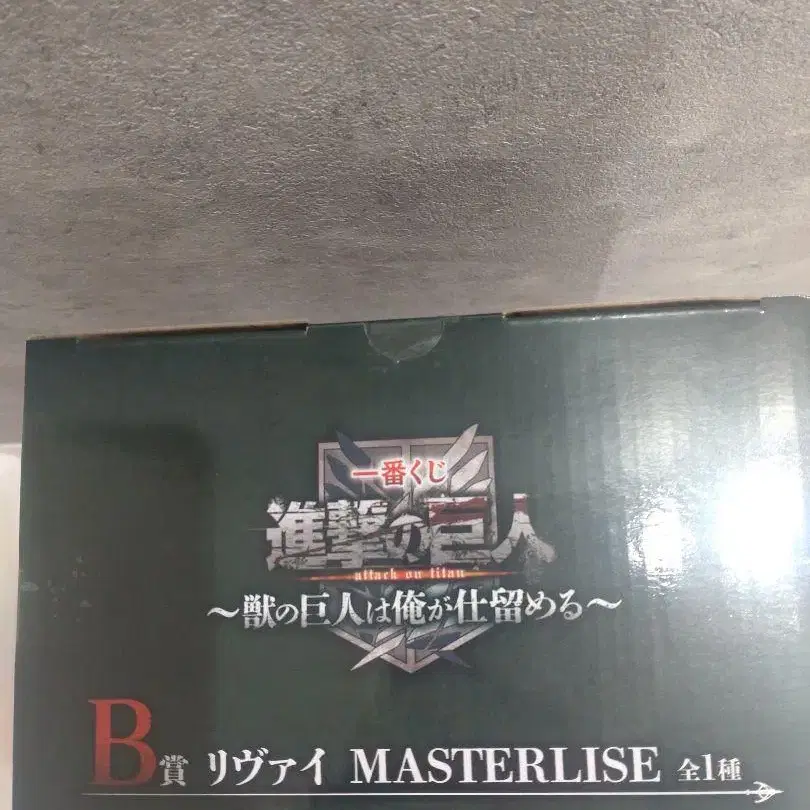 一番くじ
進撃の巨人
attack on titan
～獣の巨人は俺が仕留める～
B賞 リヴァイ MASTERLISE 全1種